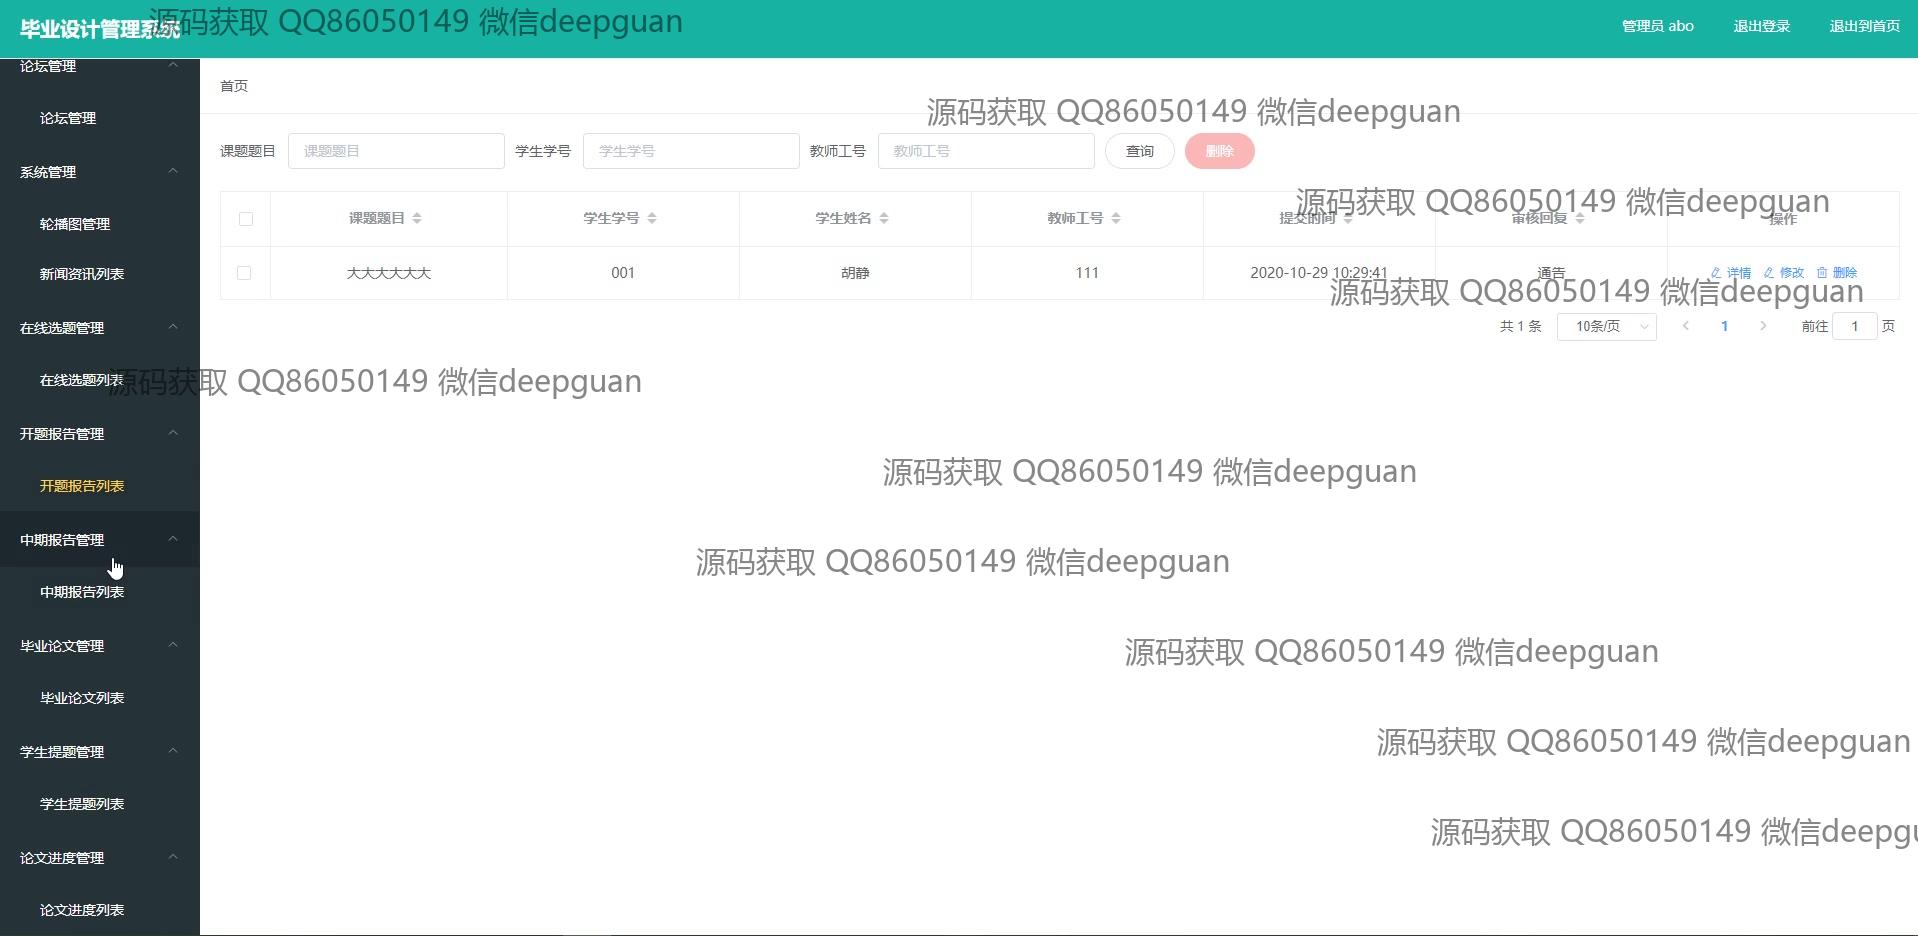 毕业设计管理系统
源码获取 QQ86050149 微信deepguan
管理员 abo
退出登录
退出到首页
论坛管理
论坛管理
系统管理
轮播图管理
新闻资讯列表
在线选题管理
在线选题列表
开题报告管理
开题报告列表
中期报告管理
中期报告列表
毕业论文管理
毕业论文列表
学生提题管理
学生提题列表
论文进度管理
论文进度列表
首页
源码获取 QQ86050149 微信deepguan
课题题目 课题题目 学生学号 学生学号 教师工号 教师工号 查询 删除
源码获取 QQ86050149 微信deepguan
课题题目 学生学号 学生姓名 教师工号 提交时间 审核回复 操作
大大大大大大 001 胡静 111 2020-10-29 10:29:41 通告 详情 修改 删除
源码获取 QQ86050149 微信deepguan
共 1 条 10条/页 1 前往 1 页
源码获取 QQ86050149 微信deepguan
源码获取 QQ86050149 微信deepguan
源码获取 QQ86050149 微信deepguan
源码获取 QQ86050149 微信deepguan
源码获取 QQ86050149 微信deepguan
源码获取 QQ86050149 微信deepgu